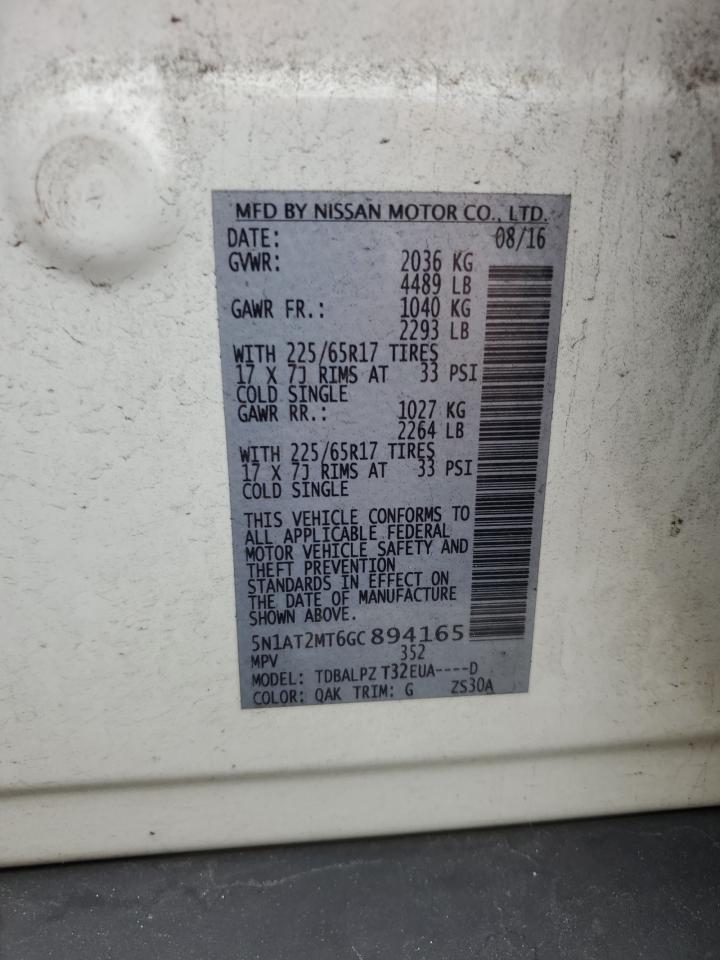 MFD BY NISSAN MOTOR CO., LTD.
DATE: 08/16
GVWR: 2036 KG
4489 LB
GAWR FR.: 1040 KG
2293 LB
WITH 225/65R17 TIRES
17 X 7J RIMS AT 33 PSI
COLD SINGLE
GAWR RR.: 1027 KG
2264 LB
WITH 225/65R17 TIRES
17 X 7J RIMS AT 33 PSI
COLD SINGLE
THIS VEHICLE CONFORMS TO
ALL APPLICABLE FEDERAL
MOTOR VEHICLE SAFETY AND
THEFT PREVENTION
STANDARDS IN EFFECT ON
THE DATE OF MANUFACTURE
SHOWN ABOVE.
5N1AT2MT6GC894165
MPV 352
MODEL: TDBALPZ T32EUA----D
COLOR: QAK TRIM: G ZS30A